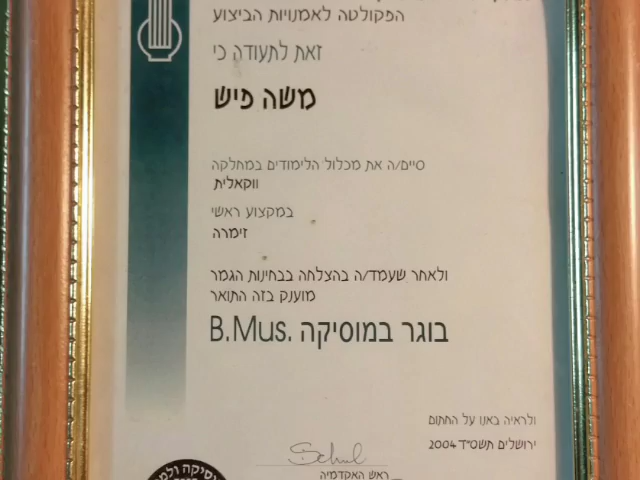 הפקולטה לאמנויות הביצוע
זאת לתעודה כי
משה פיש
סיים/ה את מכלול הלימודים במחלקה
ווקאלית
במקצוע ראשי
זימרה
ולאחר שעמד/ה בהצלחה בבחינות הגמר
מוענק בזה התואר
בוגר במוסיקה B.Mus.
ולראיה באנו על החתום
ירושלים תשס״ד 2004
ראש האקדמיה